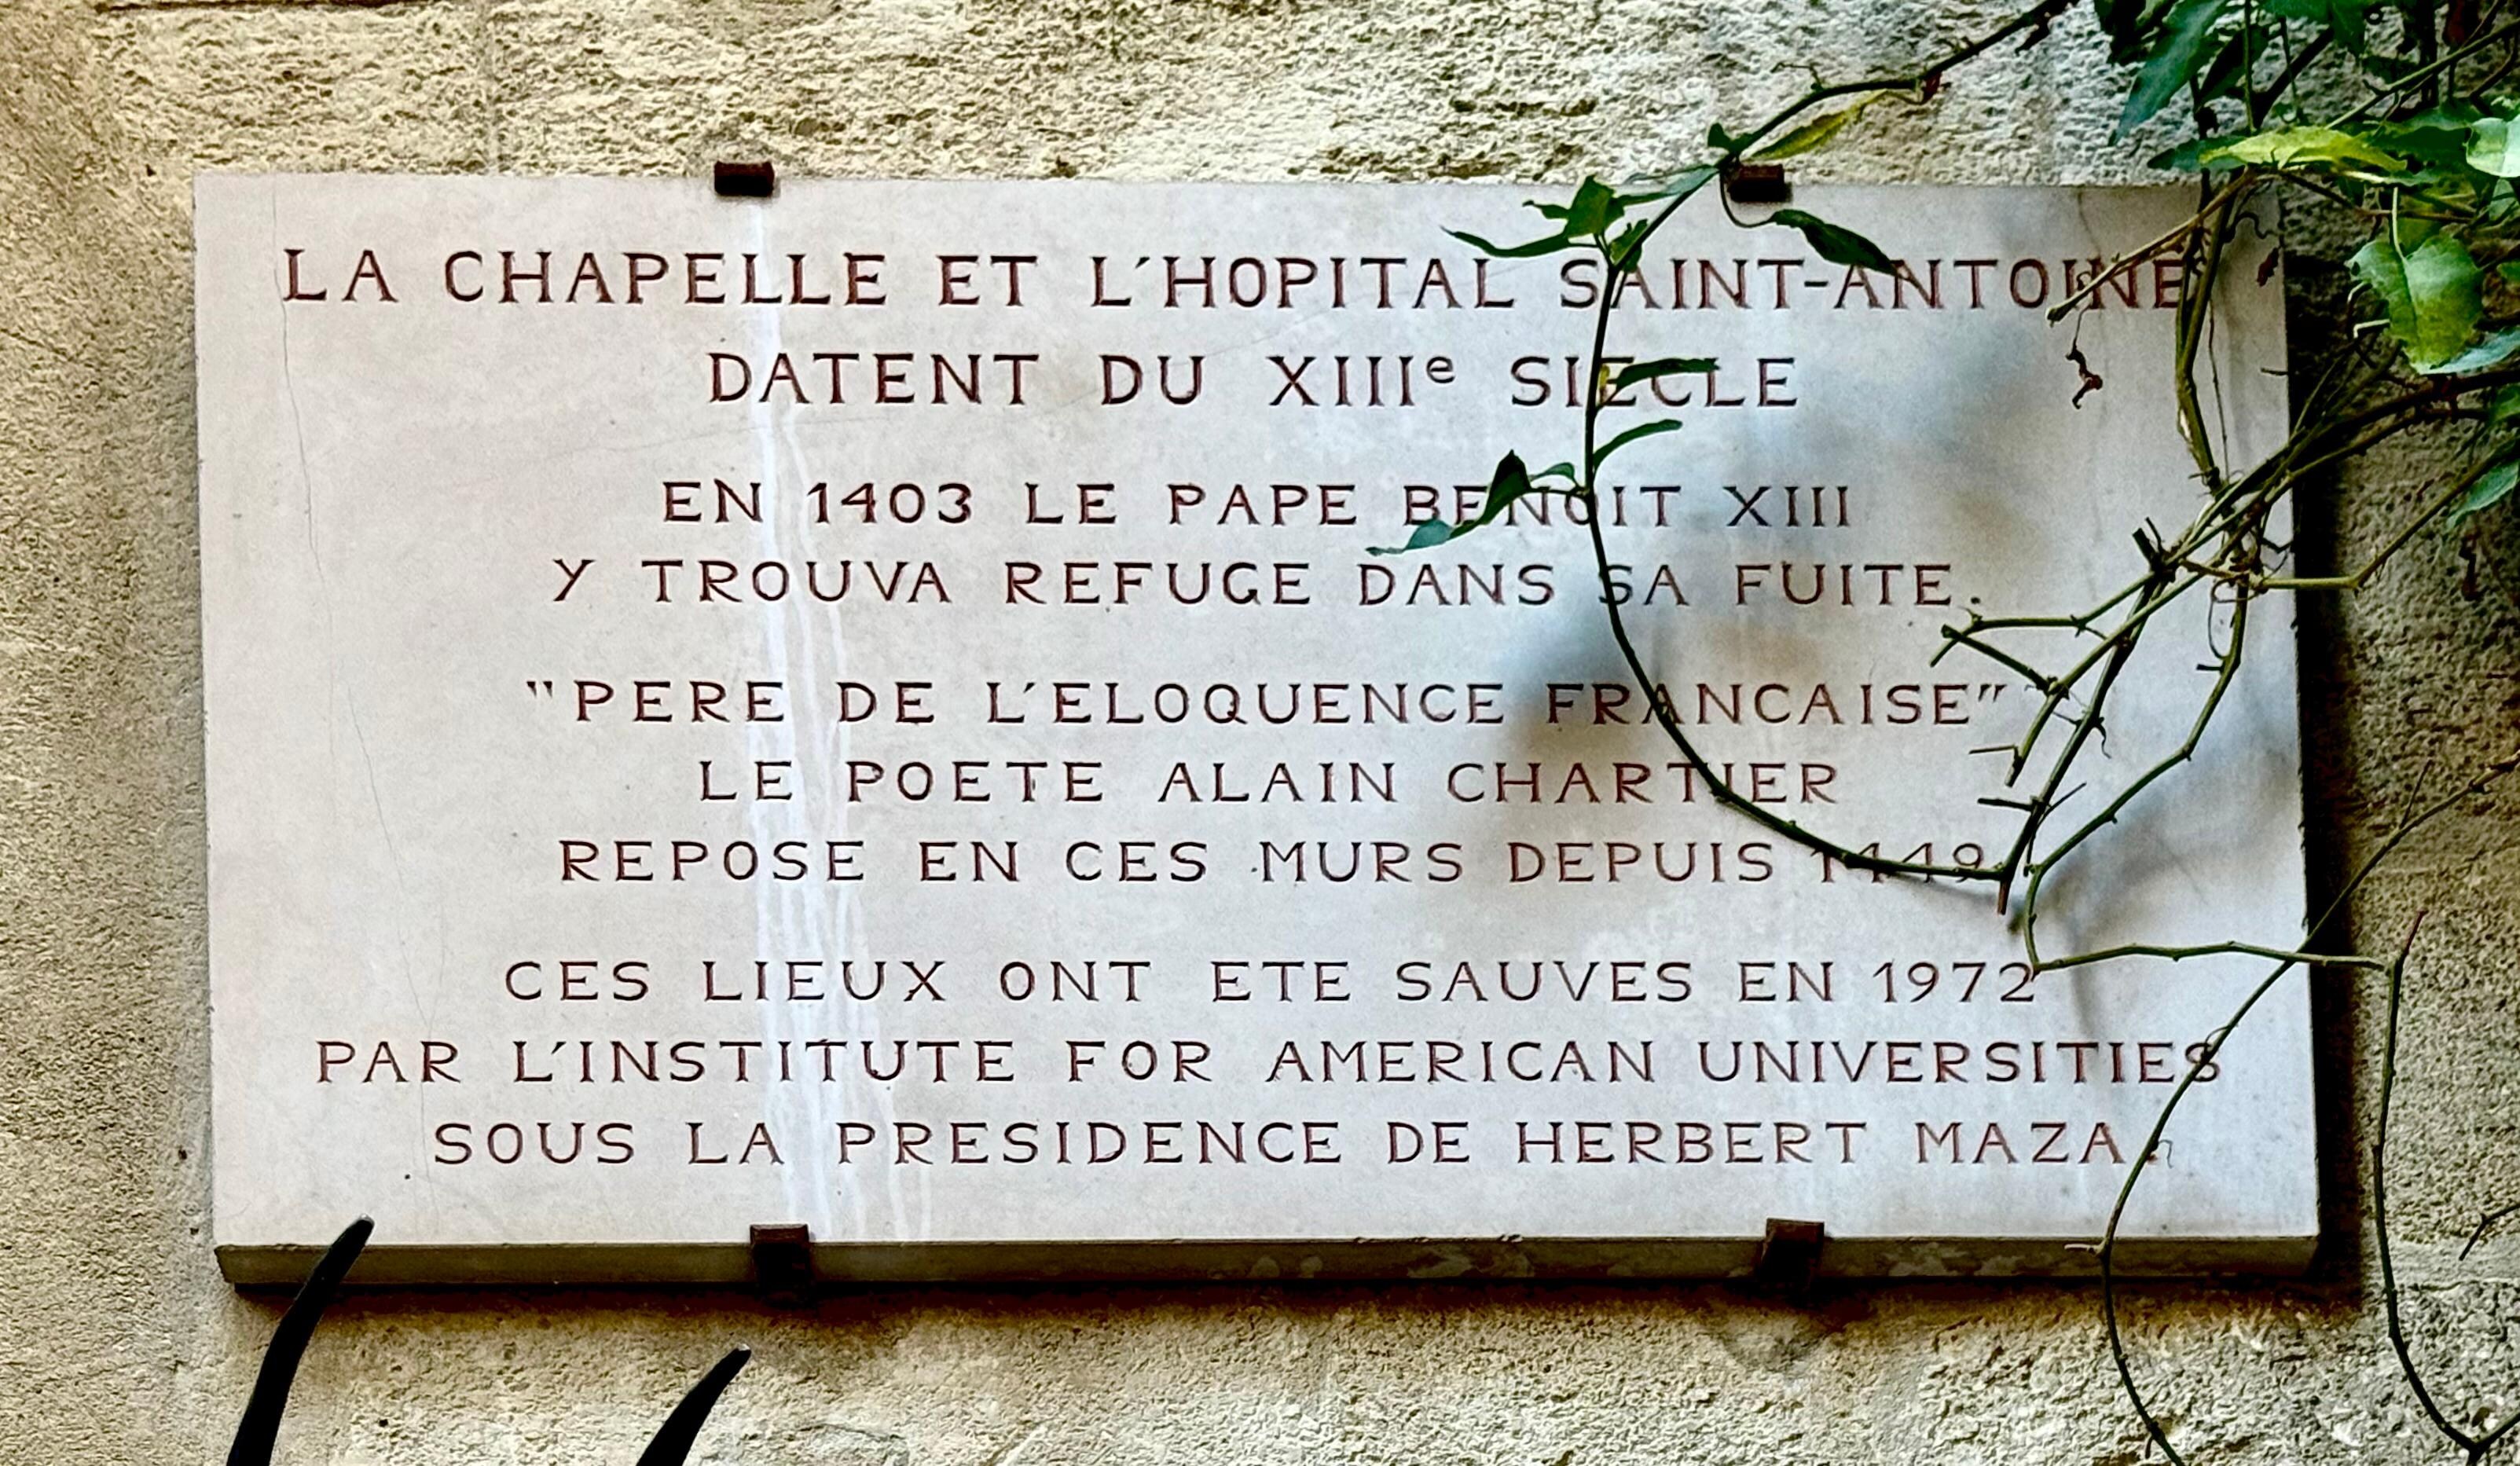 LA CHAPELLE ET L'HOPITAL SAINT-ANTOINE
DATENT DU XIIIe SIECLE
EN 1403 LE PAPE BENOIT XIII
Y TROUVA REFUGE DANS SA FUITE.
"PERE DE L'ELOQUENCE FRANCAISE"
LE POETE ALAIN CHARTIER
REPOSE EN CES MURS DEPUIS 1449
CES LIEUX ONT ETE SAUVES EN 1972
PAR L'INSTITUTE FOR AMERICAN UNIVERSITIES
SOUS LA PRESIDENCE DE HERBERT MAZA.